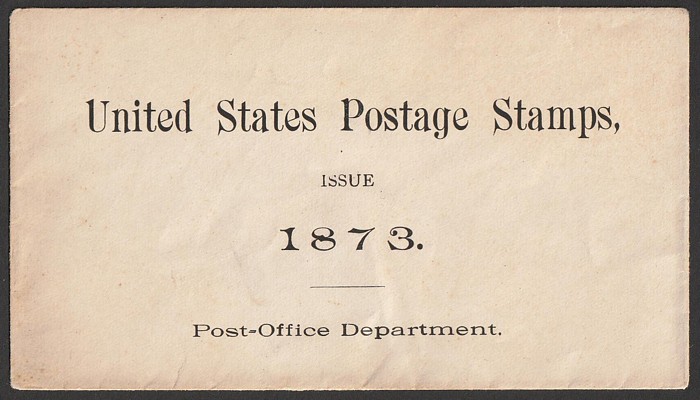 United States Postage Stamps,
ISSUE
1873.
Post-Office Department.